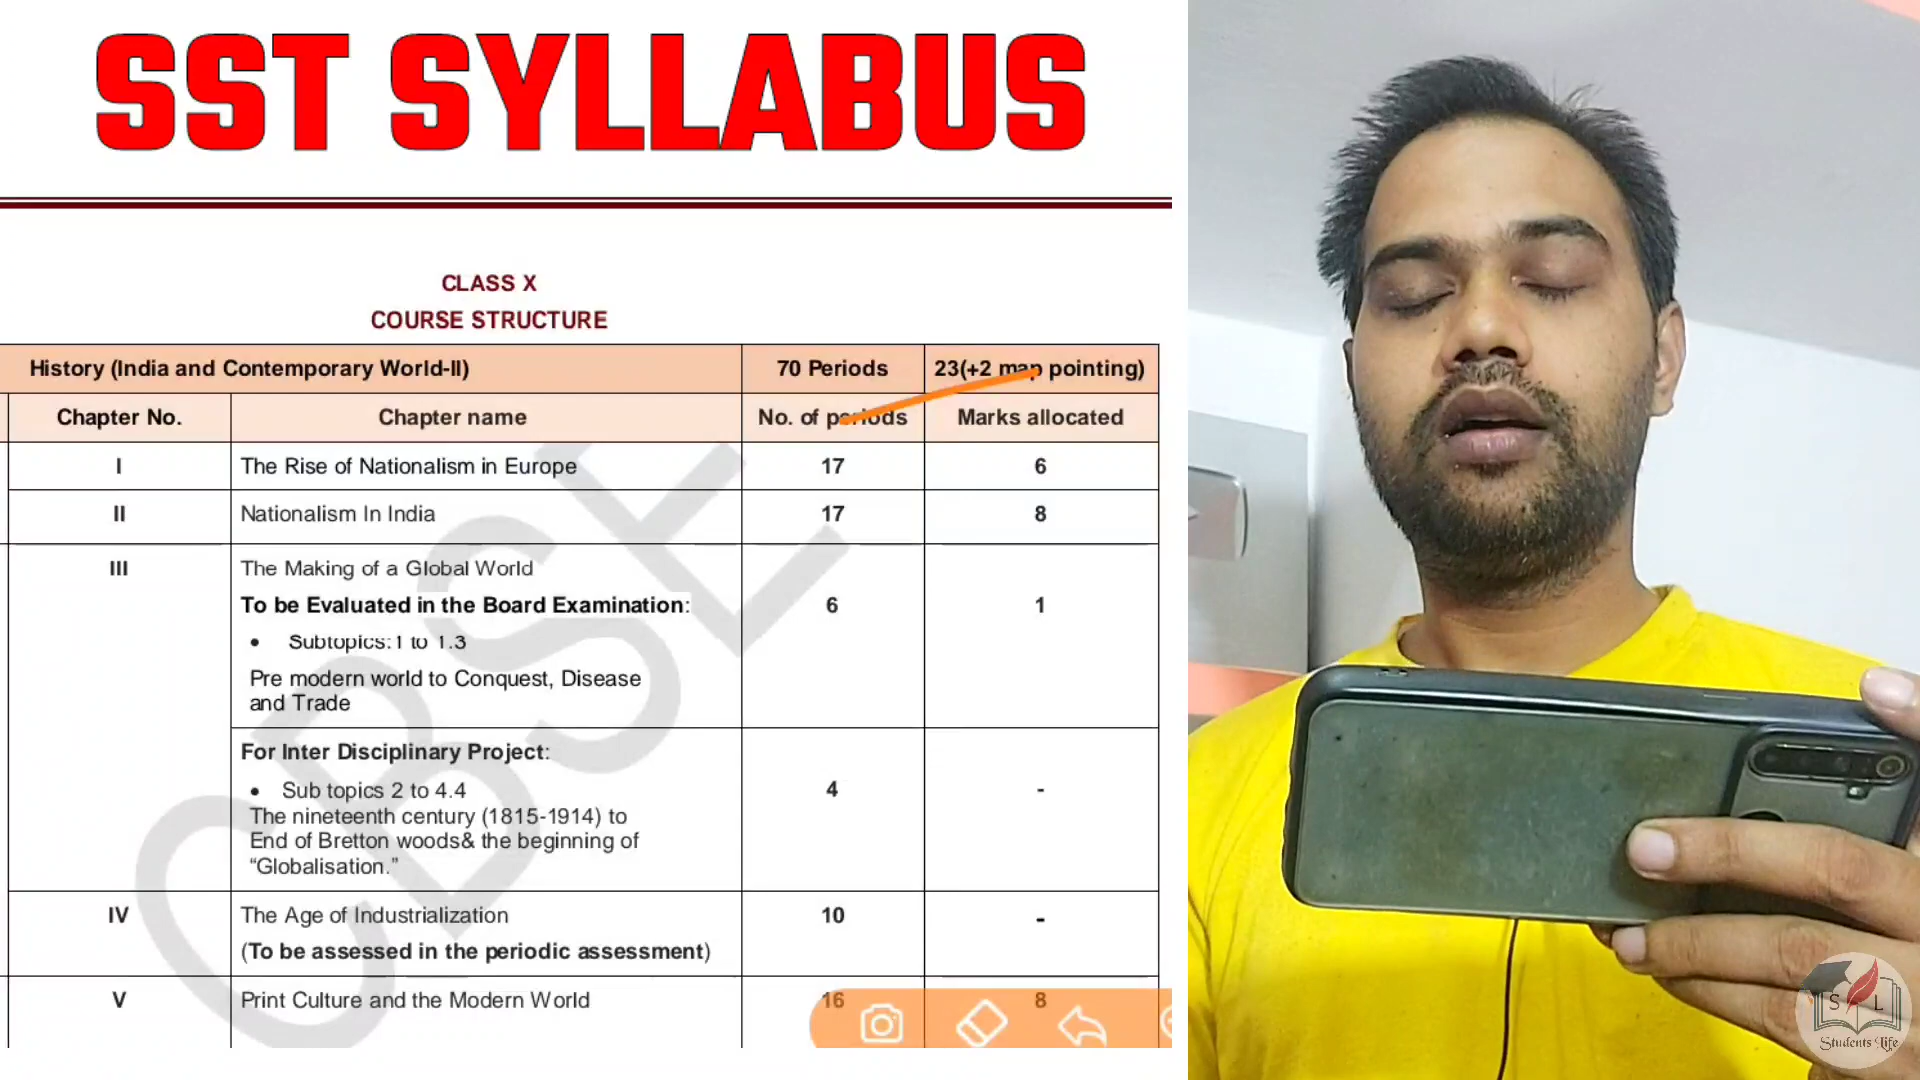 SST SYLLABUS
CLASS X
COURSE STRUCTURE
History (India and Contemporary World-II) 70 Periods 23(+2 map pointing)
Chapter No. Chapter name No. of periods Marks allocated
I The Rise of Nationalism in Europe 17 6
II Nationalism In India 17 8
III The Making of a Global World
To be Evaluated in the Board Examination: 6 1
• Subtopics:1 to 1.3
Pre modern world to Conquest, Disease
and Trade
For Inter Disciplinary Project:
• Sub topics 2 to 4.4 4 -
The nineteenth century (1815-1914) to
End of Bretton woods& the beginning of
“Globalisation.”
IV The Age of Industrialization 10 -
(To be assessed in the periodic assessment)
V Print Culture and the Modern World 16 8
CBSE
S L
Students Life